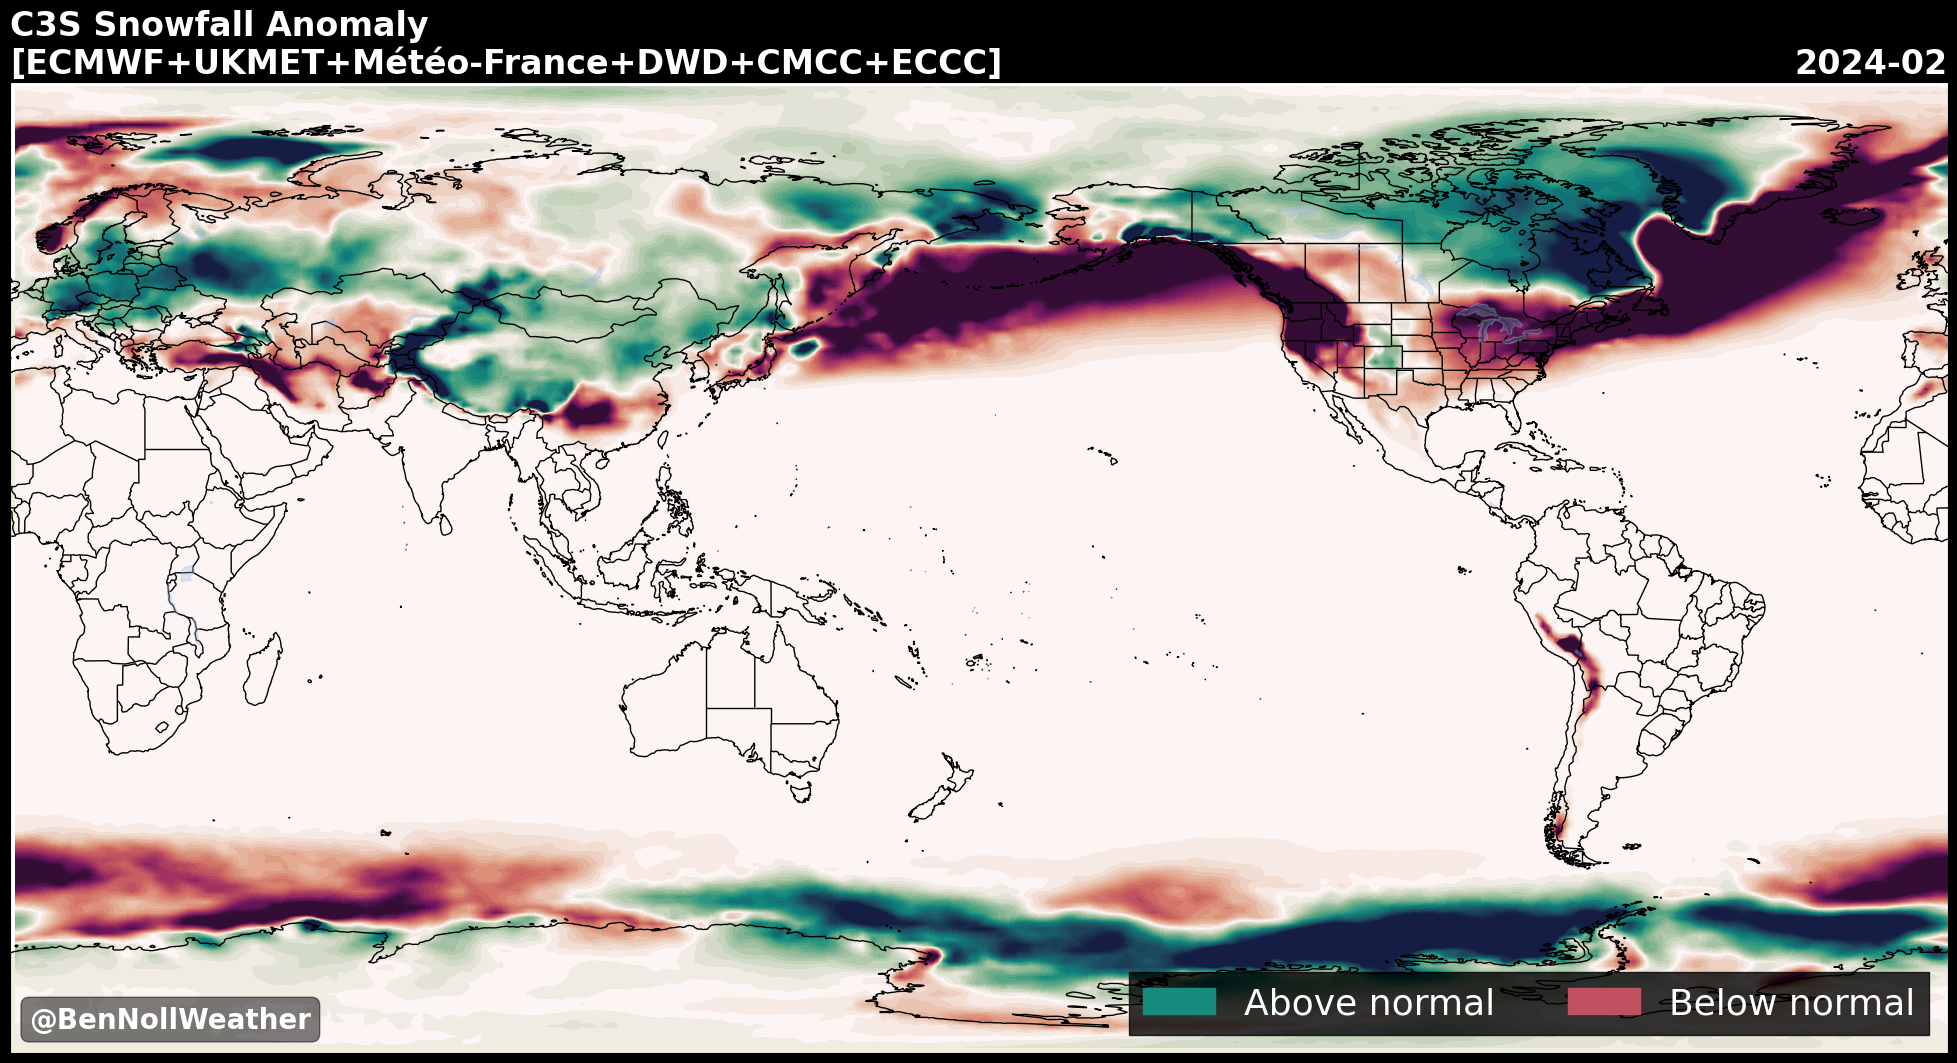 C3S Snowfall Anomaly
[ECMWF+UKMET+Météo-France+DWD+CMCC+ECCC]
2024-02
@BenNollWeather
Above normal
Below normal